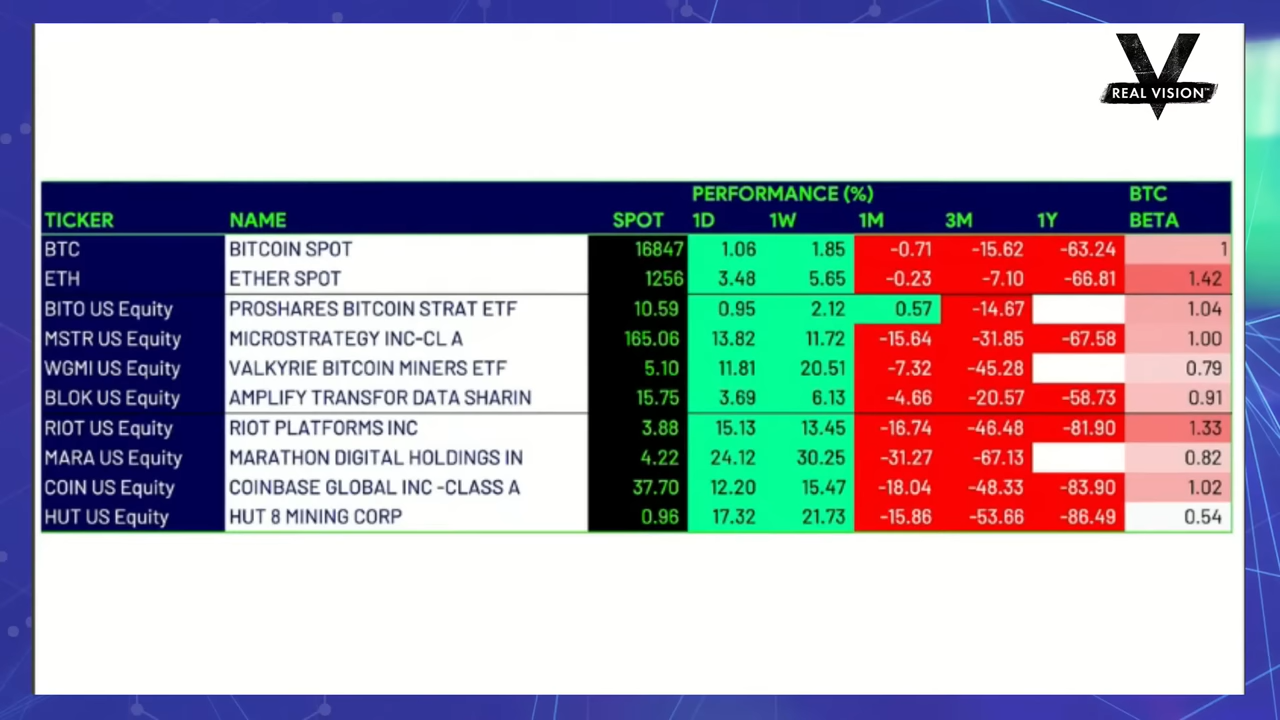 REAL VISION™
PERFORMANCE (%) BTC
TICKER NAME SPOT 1D 1W 1M 3M 1Y BETA
BTC BITCOIN SPOT 16847 1.06 1.85 -0.71 -15.62 -63.24 1
ETH ETHER SPOT 1256 3.48 5.65 -0.23 -7.10 -66.81 1.42
BITO US Equity PROSHARES BITCOIN STRAT ETF 10.59 0.95 2.12 0.57 -14.67 1.04
MSTR US Equity MICROSTRATEGY INC-CL A 165.06 13.82 11.72 -15.64 -31.85 -67.58 1.00
WGMI US Equity VALKYRIE BITCOIN MINERS ETF 5.10 11.81 20.51 -7.32 -45.28 0.79
BLOK US Equity AMPLIFY TRANSFOR DATA SHARIN 15.75 3.69 6.13 -4.66 -20.57 -58.73 0.91
RIOT US Equity RIOT PLATFORMS INC 3.88 15.13 13.45 -16.74 -46.48 -81.90 1.33
MARA US Equity MARATHON DIGITAL HOLDINGS IN 4.22 24.12 30.25 -31.27 -67.13 0.82
COIN US Equity COINBASE GLOBAL INC -CLASS A 37.70 12.20 15.47 -18.04 -48.33 -83.90 1.02
HUT US Equity HUT 8 MINING CORP 0.96 17.32 21.73 -15.86 -53.66 -86.49 0.54